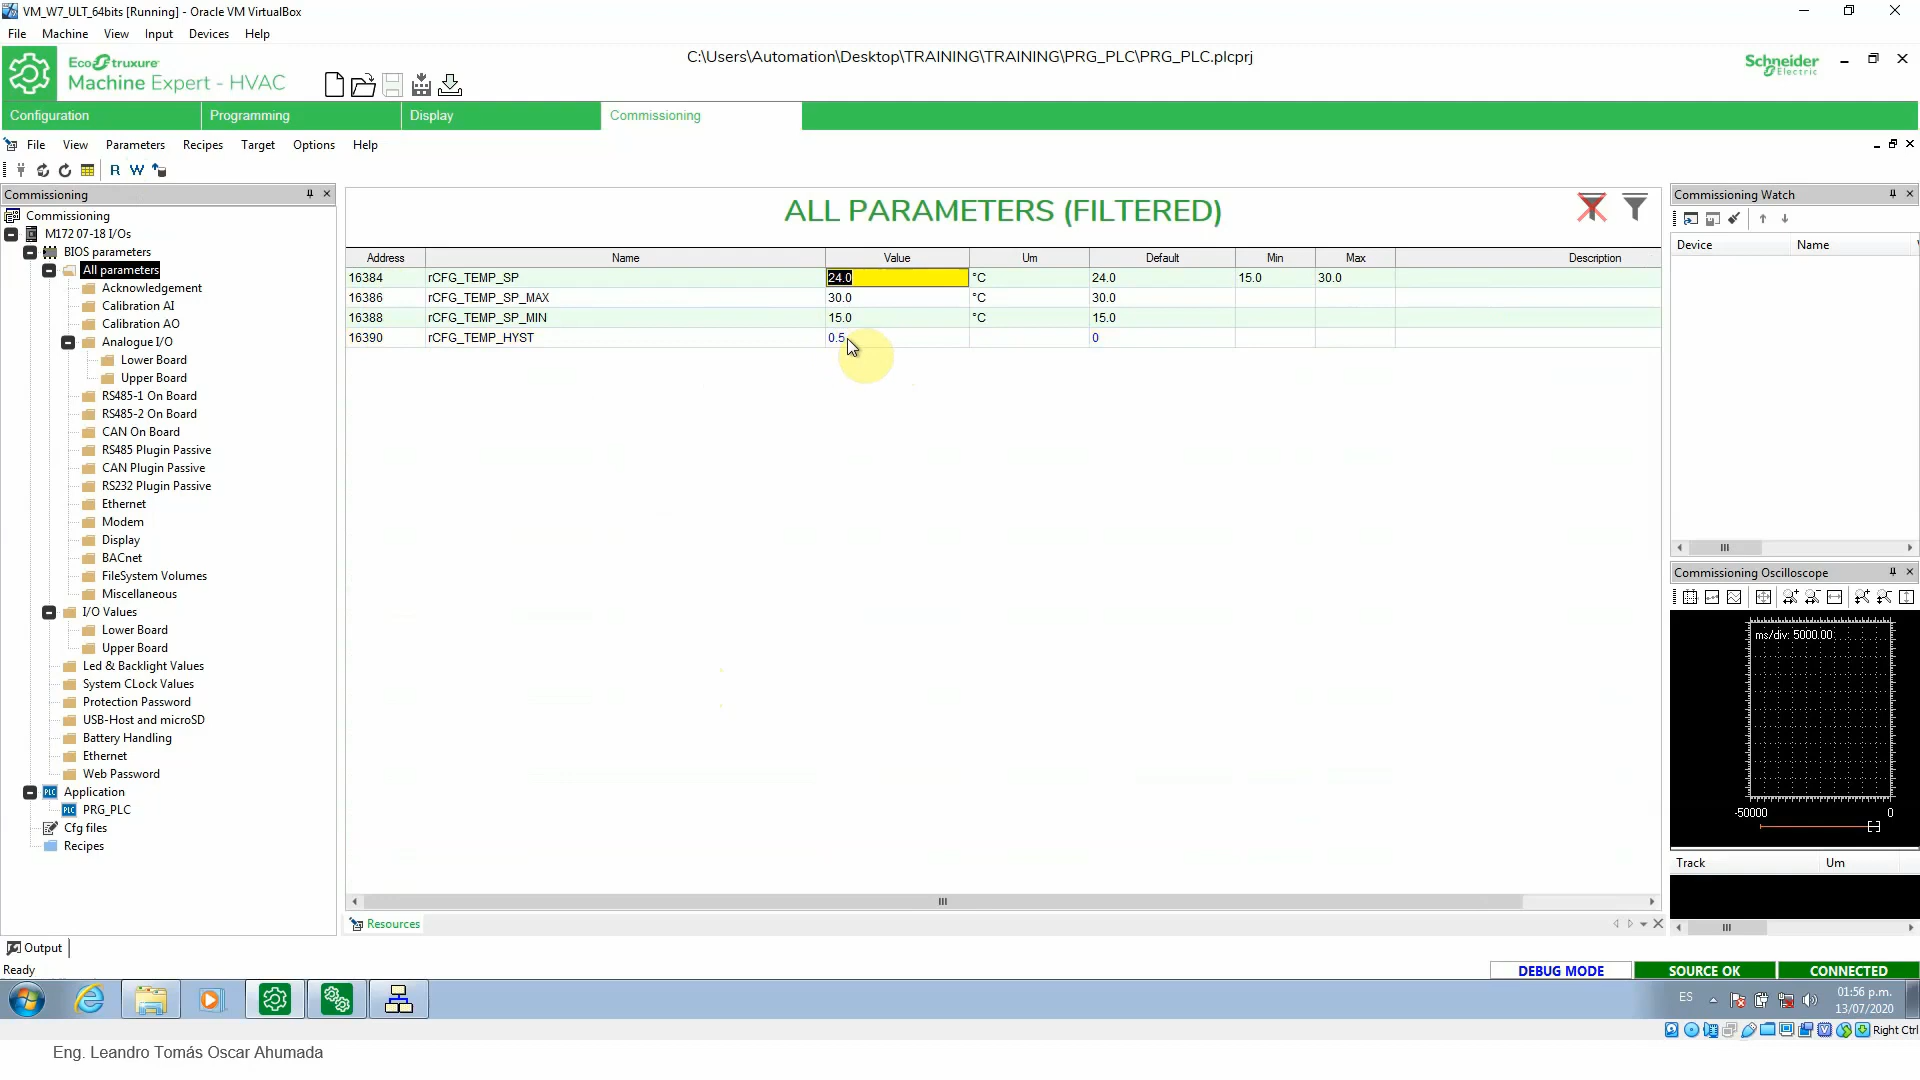 VM_W7_ULT_64bits [Running] - Oracle VM VirtualBox
File Machine View Input Devices Help
EcoStruxure
Machine Expert - HVAC
C:\Users\Automation\Desktop\TRAINING\TRAINING\PRG_PLC\PRG_PLC.plcprj
Schneider
Electric
Configuration Programming Display Commissioning
File View Parameters Recipes Target Options Help
R W
Commissioning
Commissioning
M172 07-18 I/Os
BIOS parameters
All parameters
Acknowledgement
Calibration AI
Calibration AO
Analogue I/O
Lower Board
Upper Board
RS485-1 On Board
RS485-2 On Board
CAN On Board
RS485 Plugin Passive
CAN Plugin Passive
RS232 Plugin Passive
Ethernet
Modem
Display
BACnet
FileSystem Volumes
Miscellaneous
I/O Values
Lower Board
Upper Board
Led & Backlight Values
System CLock Values
Protection Password
USB-Host and microSD
Battery Handling
Ethernet
Web Password
Application
PRG_PLC
Cfg files
Recipes
ALL PARAMETERS (FILTERED)
Address Name Value Um Default Min Max Description
16384 rCFG_TEMP_SP 24.0 °C 24.0 15.0 30.0
16386 rCFG_TEMP_SP_MAX 30.0 °C 30.0
16388 rCFG_TEMP_SP_MIN 15.0 °C 15.0
16390 rCFG_TEMP_HYST 0.5 0
Resources
Commissioning Watch
Device Name
Commissioning Oscilloscope
ms/div: 5000.00
-50000 0
Track Um
Output
Ready
DEBUG MODE SOURCE OK CONNECTED
ES
01:56 p.m.
13/07/2020
Right Ctrl
Eng. Leandro Tomás Oscar Ahumada